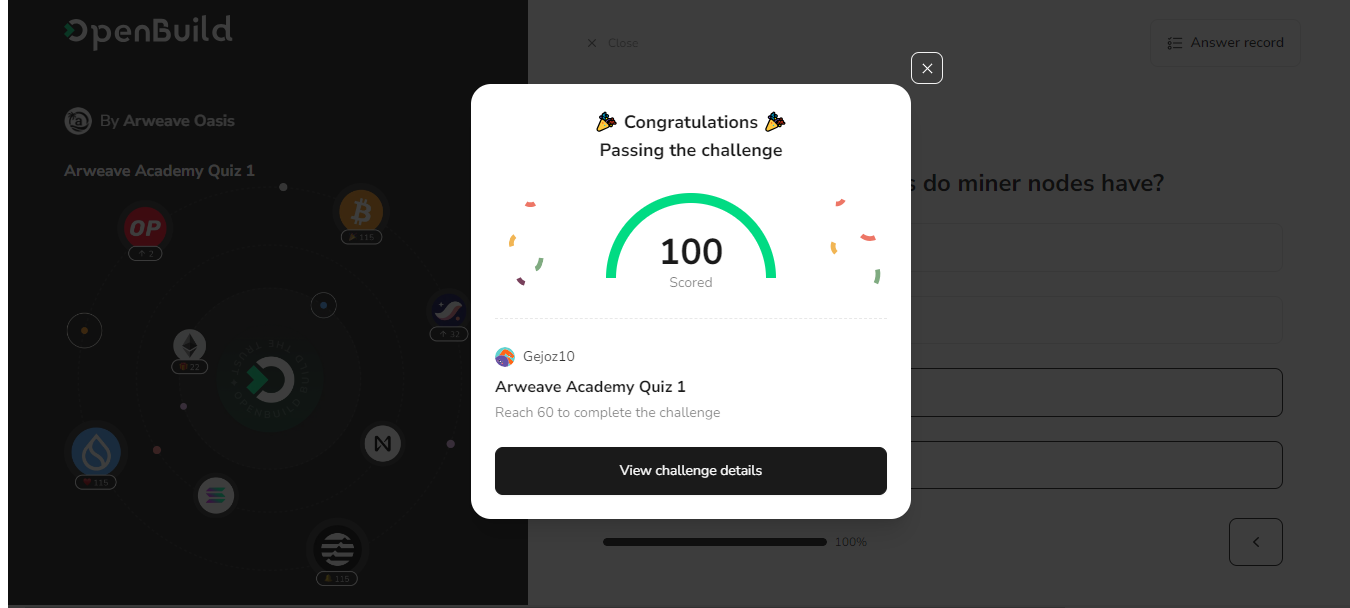 OpenBuild
By Arweave Oasis
Arweave Academy Quiz 1
OP
2
115
22
32
115
115
Close
Answer record
do miner nodes have?
100%
Congratulations
Passing the challenge
100
Scored
Gejoz10
Arweave Academy Quiz 1
Reach 60 to complete the challenge
View challenge details